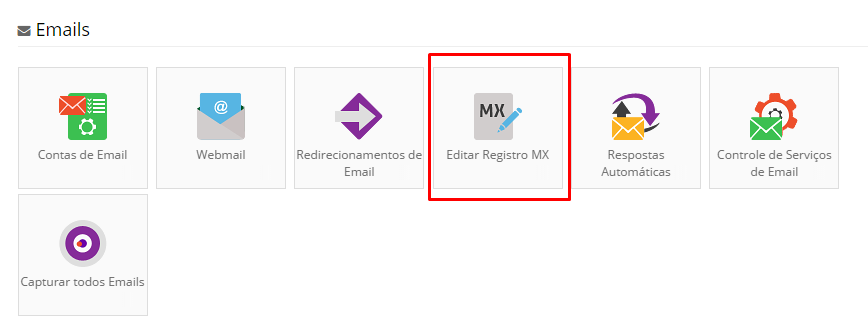 Emails
Contas de Email
@
Webmail
Redirecionamentos de
Email
MX
Editar Registro MX
Respostas
Automáticas
Controle de Serviços
de Email
Capturar todos Emails